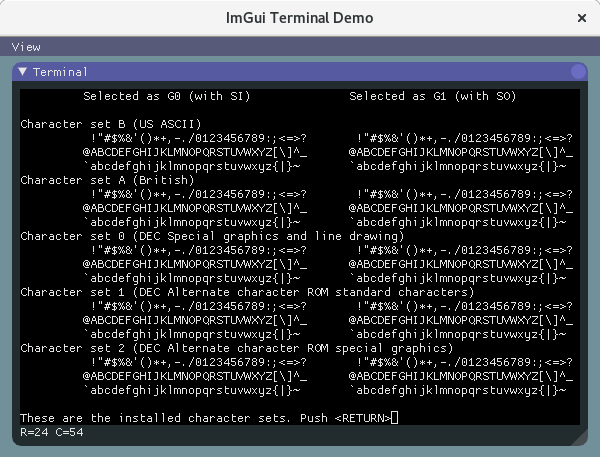 ImGui Terminal Demo
View
Terminal
Selected as G0 (with SI) Selected as G1 (with SO)
Character set B (US ASCII)
!"#$%&'()*+,-./0123456789:;<=>? !"#$%&'()*+,-./0123456789:;<=>?
@ABCDEFGHIJKLMNOPQRSTUVWXYZ[\]^_ @ABCDEFGHIJKLMNOPQRSTUVWXYZ[\]^_
`abcdefghijklmnopqrstuvwxyz{|}~ `abcdefghijklmnopqrstuvwxyz{|}~
Character set A (British)
!"#$%&'()*+,-./0123456789:;<=>? !"#$%&'()*+,-./0123456789:;<=>?
@ABCDEFGHIJKLMNOPQRSTUVWXYZ[\]^_ @ABCDEFGHIJKLMNOPQRSTUVWXYZ[\]^_
`abcdefghijklmnopqrstuvwxyz{|}~ `abcdefghijklmnopqrstuvwxyz{|}~
Character set 0 (DEC Special graphics and line drawing)
!"#$%&'()*+,-./0123456789:;<=>? !"#$%&'()*+,-./0123456789:;<=>?
@ABCDEFGHIJKLMNOPQRSTUVWXYZ[\]^_ @ABCDEFGHIJKLMNOPQRSTUVWXYZ[\]^_
`abcdefghijklmnopqrstuvwxyz{|}~ `abcdefghijklmnopqrstuvwxyz{|}~
Character set 1 (DEC Alternate character ROM standard characters)
!"#$%&'()*+,-./0123456789:;<=>? !"#$%&'()*+,-./0123456789:;<=>?
@ABCDEFGHIJKLMNOPQRSTUVWXYZ[\]^_ @ABCDEFGHIJKLMNOPQRSTUVWXYZ[\]^_
`abcdefghijklmnopqrstuvwxyz{|}~ `abcdefghijklmnopqrstuvwxyz{|}~
Character set 2 (DEC Alternate character ROM special graphics)
!"#$%&'()*+,-./0123456789:;<=>? !"#$%&'()*+,-./0123456789:;<=>?
@ABCDEFGHIJKLMNOPQRSTUVWXYZ[\]^_ @ABCDEFGHIJKLMNOPQRSTUVWXYZ[\]^_
`abcdefghijklmnopqrstuvwxyz{|}~ `abcdefghijklmnopqrstuvwxyz{|}~
These are the installed character sets. Push <RETURN>
R=24 C=54